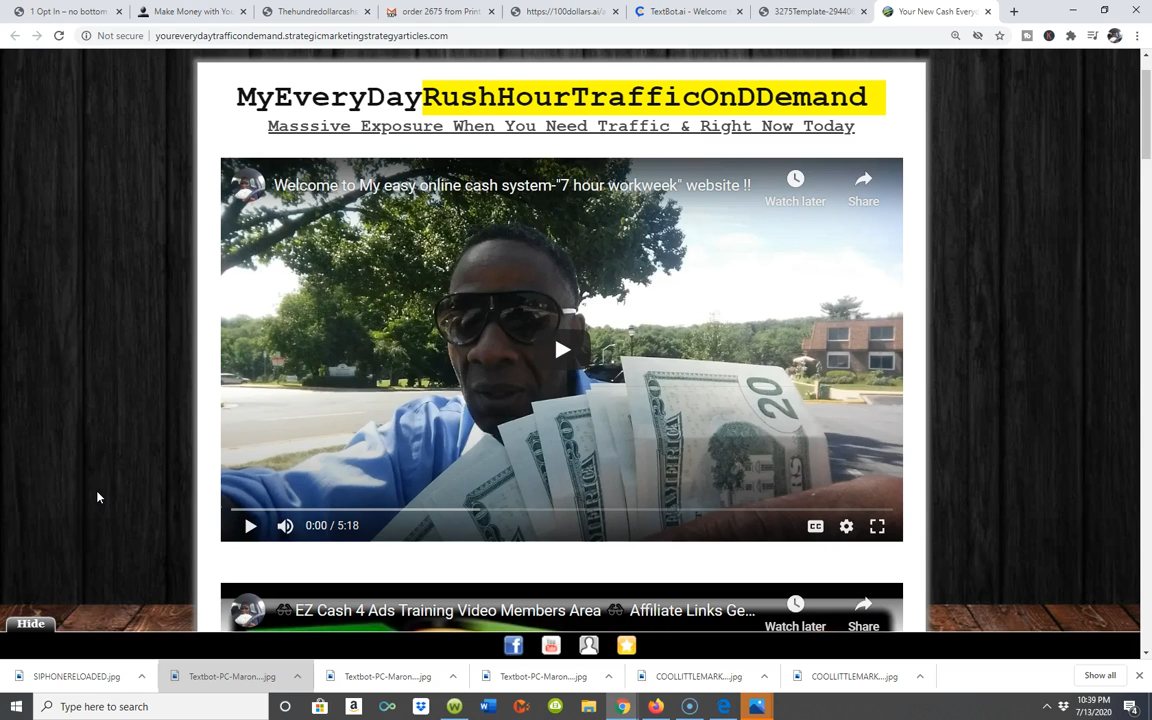 1 Opt In – no bottom
Make Money with You
Thehundredollarcash
order 2675 from Print
https://100dollars.ai/a
TextBot.ai - Welcome
3275Template-29440
Your New Cash Every
Not secure
youreverydaytrafficondemand.strategicmarketingstrategyarticles.com
MyEveryDayRushHourTrafficOnDDemand
Masssive Exposure When You Need Traffic & Right Now Today
Welcome to My easy online cash system-"7 hour workweek" website !!
Watch later
Share
20
0:00 / 5:18
CC
EZ Cash 4 Ads Training Video Members Area
Affiliate Links Ge...
Watch later
Share
Hide
SIPHONERELOADED.jpg
Textbot-PC-Maron....jpg
Textbot-PC-Maron....jpg
Textbot-PC-Maron....jpg
COOLLITTLEMARK....jpg
COOLLITTLEMARK....jpg
Show all
Type here to search
10:39 PM
7/13/2020